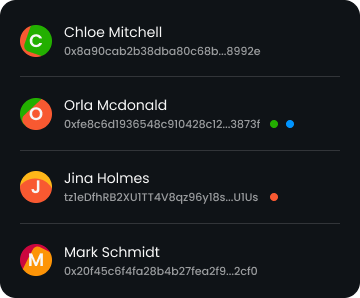 C
Chloe Mitchell
0x8a90cab2b38dba80c68b...8992e
O
Orla Mcdonald
0xfe8c6d1936548c910428c12...3873f
J
Jina Holmes
tz1eDfhRB2XU1TT4V8qz96y18s...U1Us
M
Mark Schmidt
0x20f45c6f4fa28b4b27fea2f9...2cf0